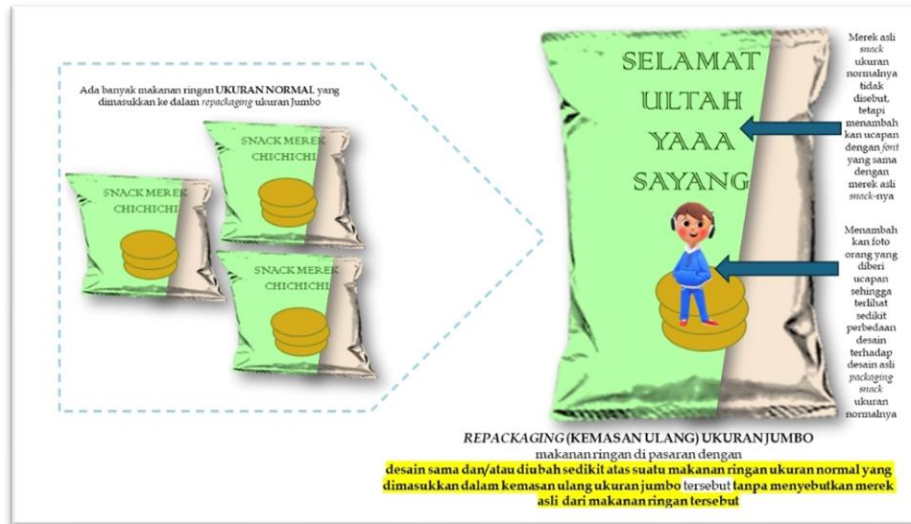 Ada banyak makanan ringan UKURAN NORMAL yang
dimasukkan ke dalam repackaging ukuran Jumbo
SNACK MEREK
CHICHICHI
SNACK MEREK
CHICHICHI
SNACK MEREK
CHICHICHI
SELAMAT
ULTAH
YAAA
SAYANG
Merek asli
snack
ukuran
normalnya
tidak
disebut,
tetapi
menambah
kan ucapan
dengan font
yang sama
dengan
merek asli
snack-nya
Menambah
kan foto
orang yang
diberi
ucapan
sehingga
terlihat
sedikit
perbedaan
desain
terhadap
desain asli
packaging
snack
ukuran
normalnya
REPACKAGING (KEMASAN ULANG) UKURAN JUMBO
makanan ringan di pasaran dengan
desain sama dan/atau diubah sedikit atas suatu makanan ringan ukuran normal yang
dimasukkan dalam kemasan ulang ukuran jumbo tersebut tanpa menyebutkan merek
asli dari makanan ringan tersebut